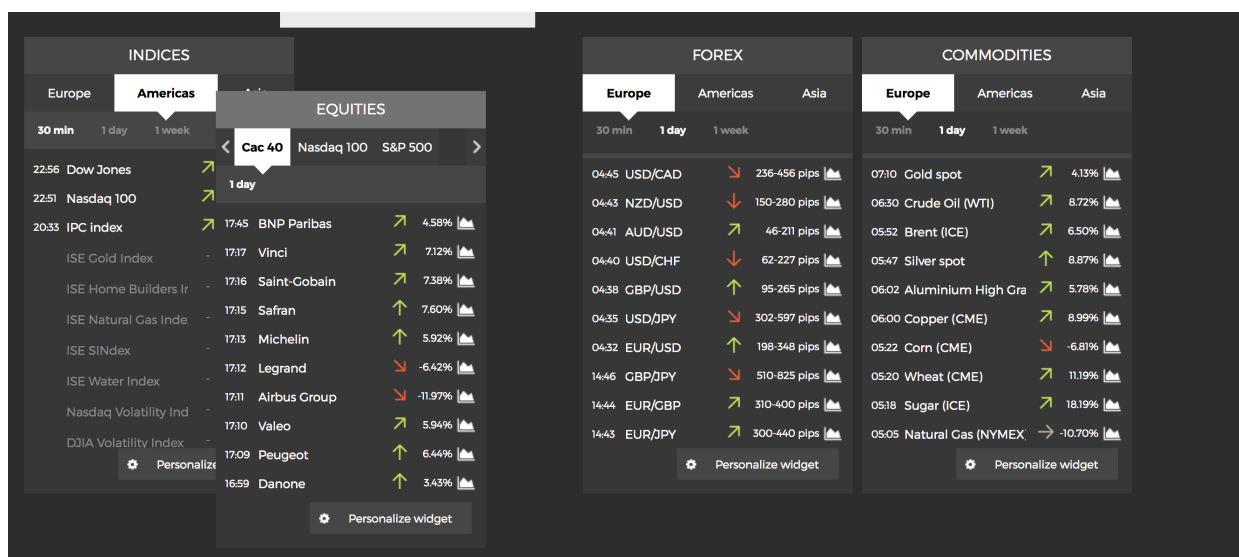 INDICES
Europe Americas
30 min 1 day 1 week
22:56 Dow Jones
22:51 Nasdaq 100
20:33 IPC index
ISE Gold Index -
ISE Home Builders Ir -
ISE Natural Gas Inde: -
ISE SINdex -
ISE Water Index -
Nasdaq Volatility Ind -
DJIA Volatility Index -
Personalize
EQUITIES
Cac 40 Nasdaq 100 S&P 500
1 day
17:45 BNP Paribas 4.58%
17:17 Vinci 7.12%
17:16 Saint-Gobain 7.38%
17:15 Safran 7.60%
17:13 Michelin 5.92%
17:12 Legrand -6.42%
17:11 Airbus Group -11.97%
17:10 Valeo 5.94%
17:09 Peugeot 6.44%
16:59 Danone 3.43%
Personalize widget
FOREX
Europe Americas Asia
30 min 1 day 1 week
04:45 USD/CAD 236-456 pips
04:43 NZD/USD 150-280 pips
04:41 AUD/USD 46-211 pips
04:40 USD/CHF 62-227 pips
04:38 GBP/USD 95-265 pips
04:35 USD/JPY 302-597 pips
04:32 EUR/USD 198-348 pips
14:46 GBP/JPY 510-825 pips
14:44 EUR/GBP 310-400 pips
14:43 EUR/JPY 300-440 pips
Personalize widget
COMMODITIES
Europe Americas Asia
30 min 1 day 1 week
07:10 Gold spot 4.13%
06:30 Crude Oil (WTI) 8.72%
05:52 Brent (ICE) 6.50%
05:47 Silver spot 8.87%
06:02 Aluminium High Gra 5.78%
06:00 Copper (CME) 8.99%
05:22 Corn (CME) -6.81%
05:20 Wheat (CME) 11.19%
05:18 Sugar (ICE) 18.19%
05:05 Natural Gas (NYMEX) -10.70%
Personalize widget